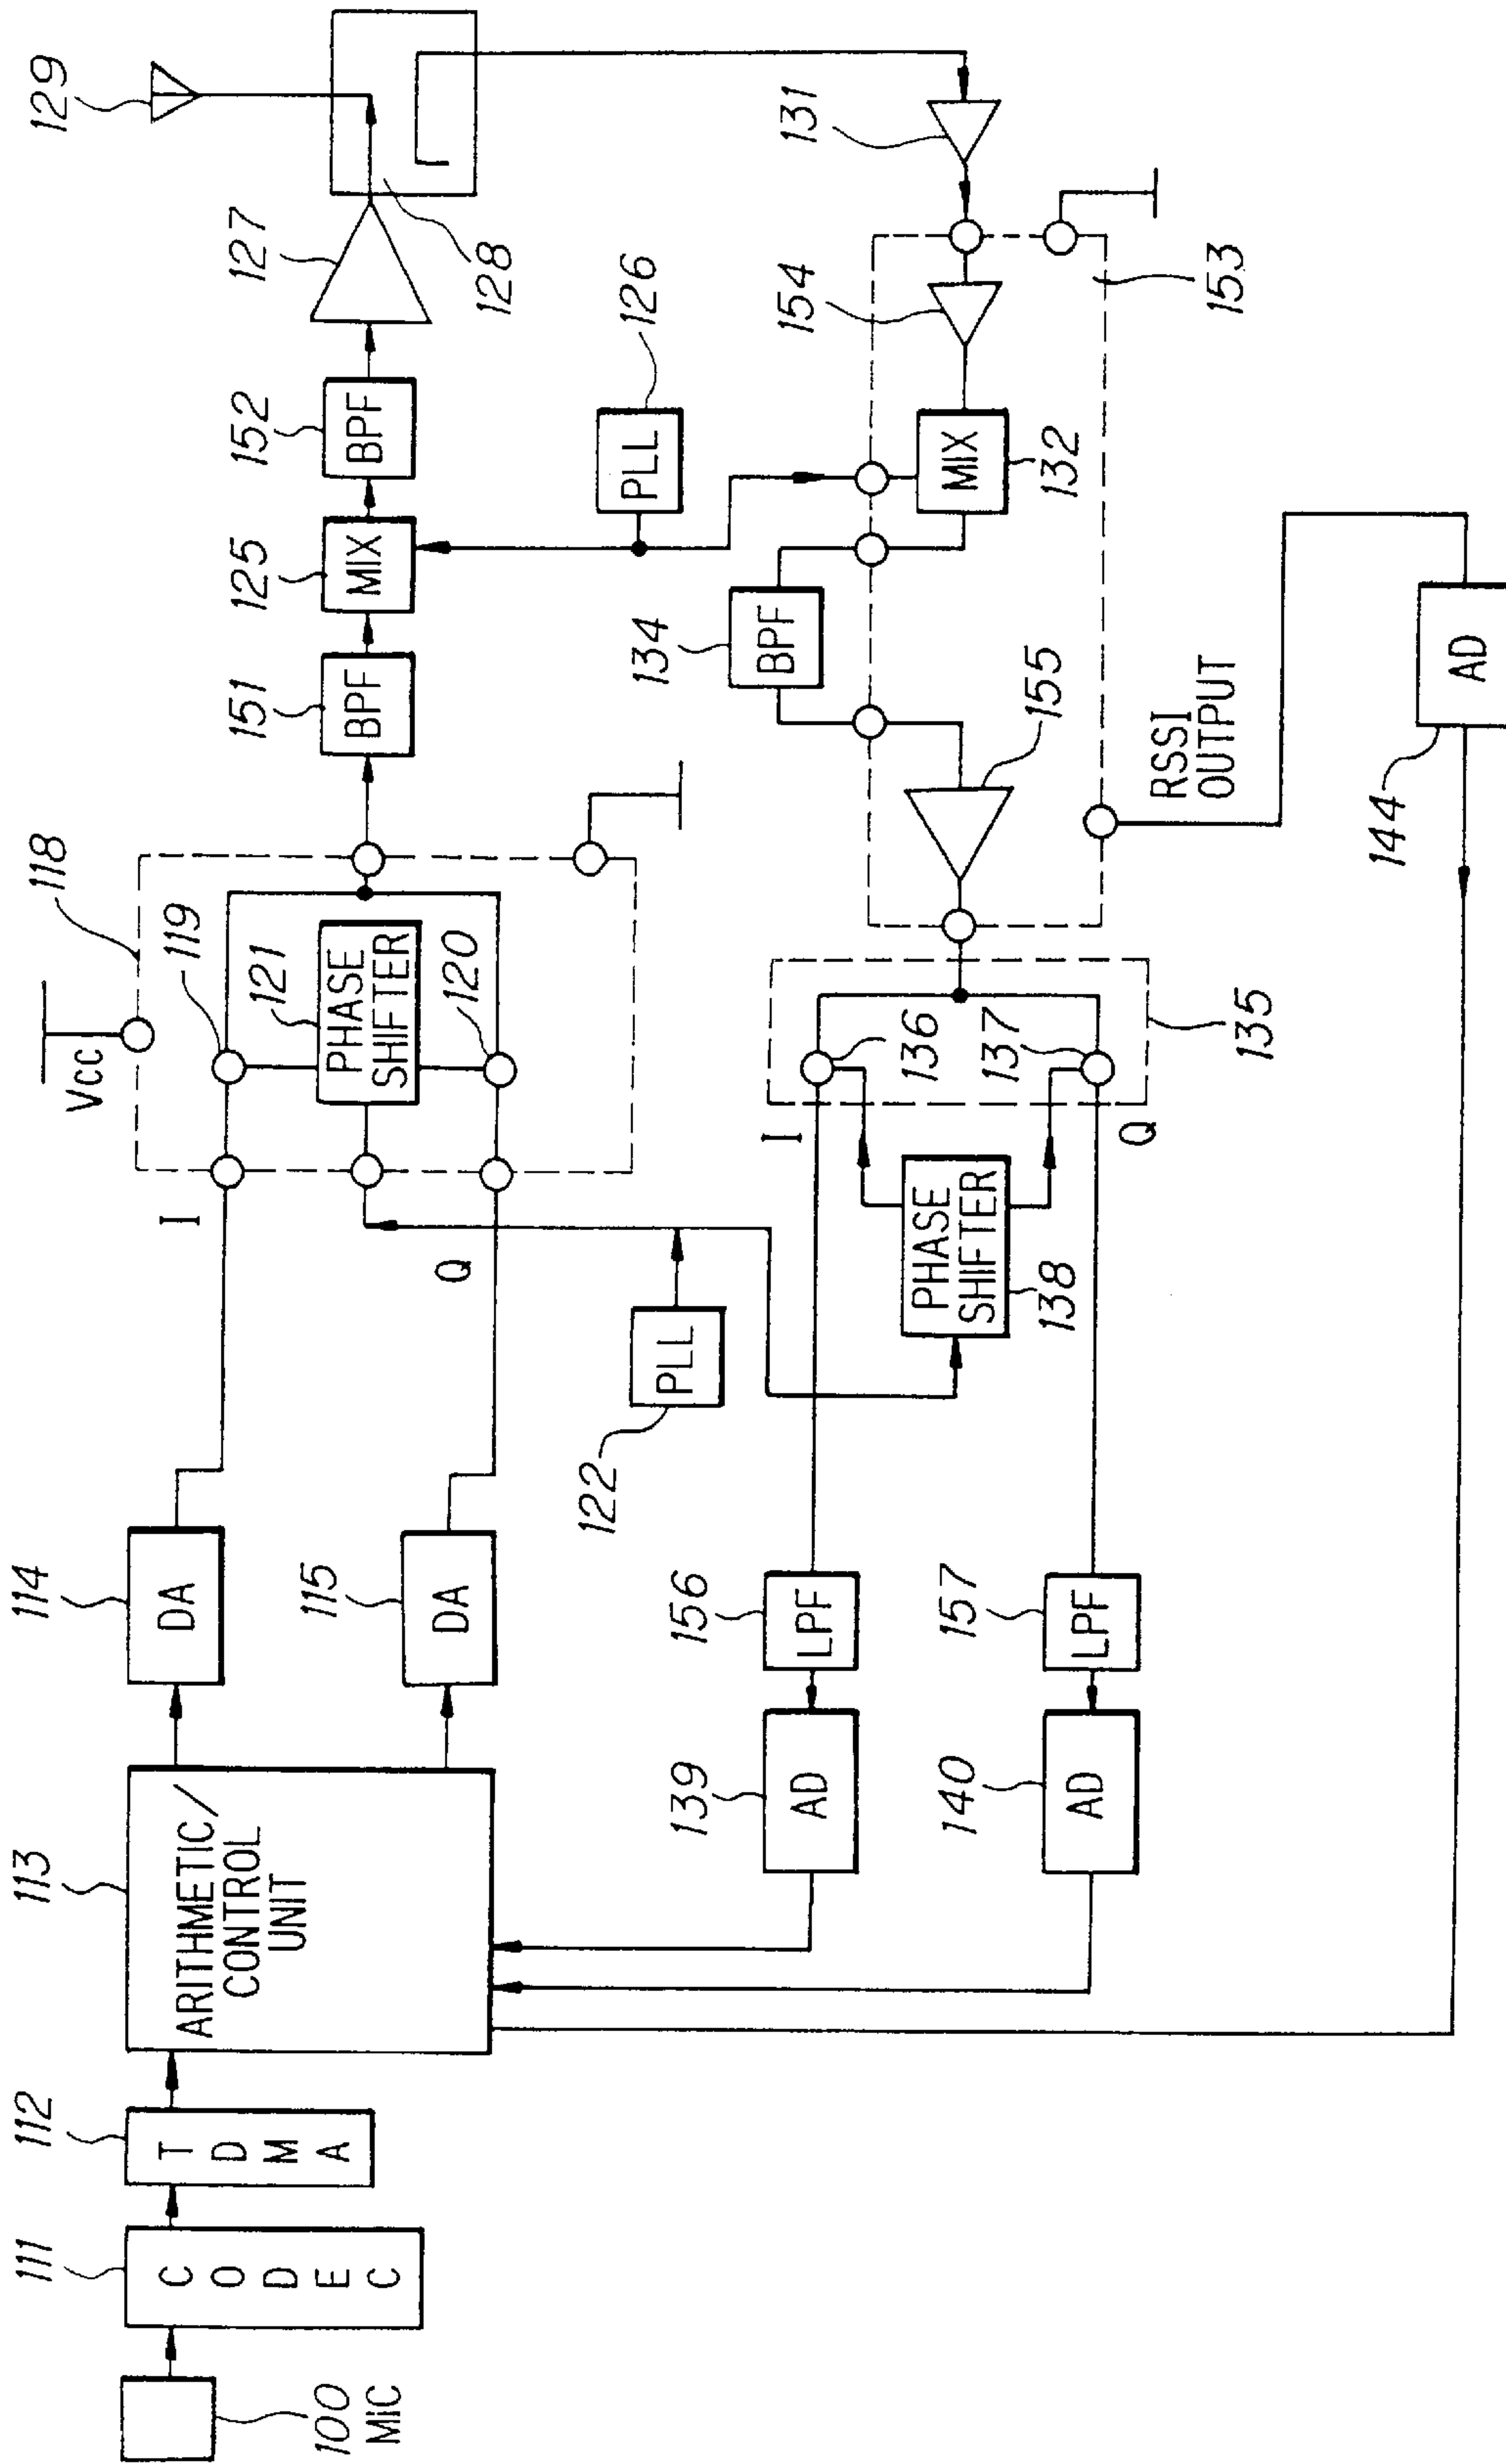 100
MiC
111
CODEC
112
TDMA
113
ARITHMETIC/
CONTROL
UNIT
114
DA
115
DA
I
Q
Vcc
118
119
121
PHASE
SHIFTER
120
122
PLL
151
BPF
125
MIX
152
BPF
127
128
129
126
PLL
131
154
153
MIX
132
134
BPF
155
RSSI
OUTPUT
144
AD
135
136
137
I
Q
PHASE
SHIFTER
138
156
LPF
157
LPF
139
AD
140
AD